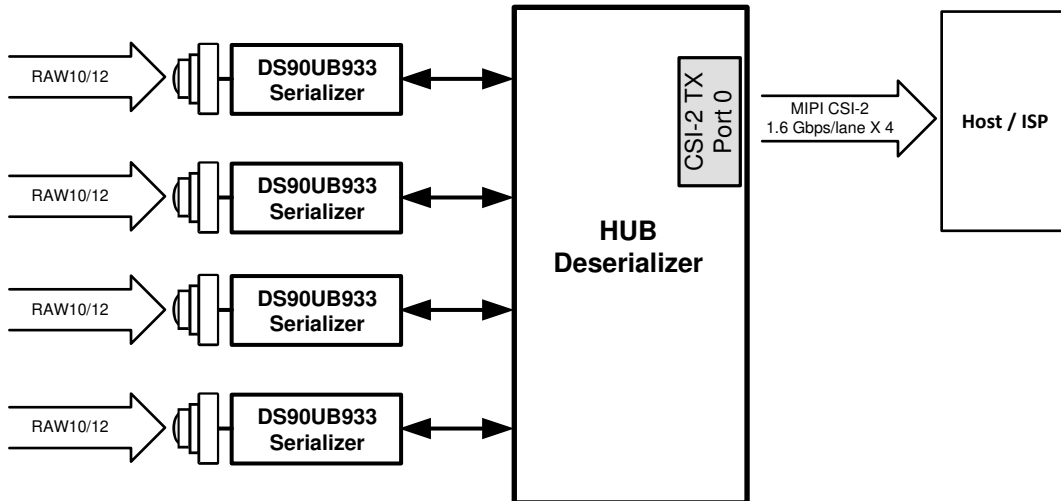 RAW10/12
DS90UB933
Serializer
RAW10/12
DS90UB933
Serializer
RAW10/12
DS90UB933
Serializer
RAW10/12
DS90UB933
Serializer
HUB
Deserializer
CSI-2 TX
Port 0
MIPI CSI-2
1.6 Gbps/lane X 4
Host / ISP